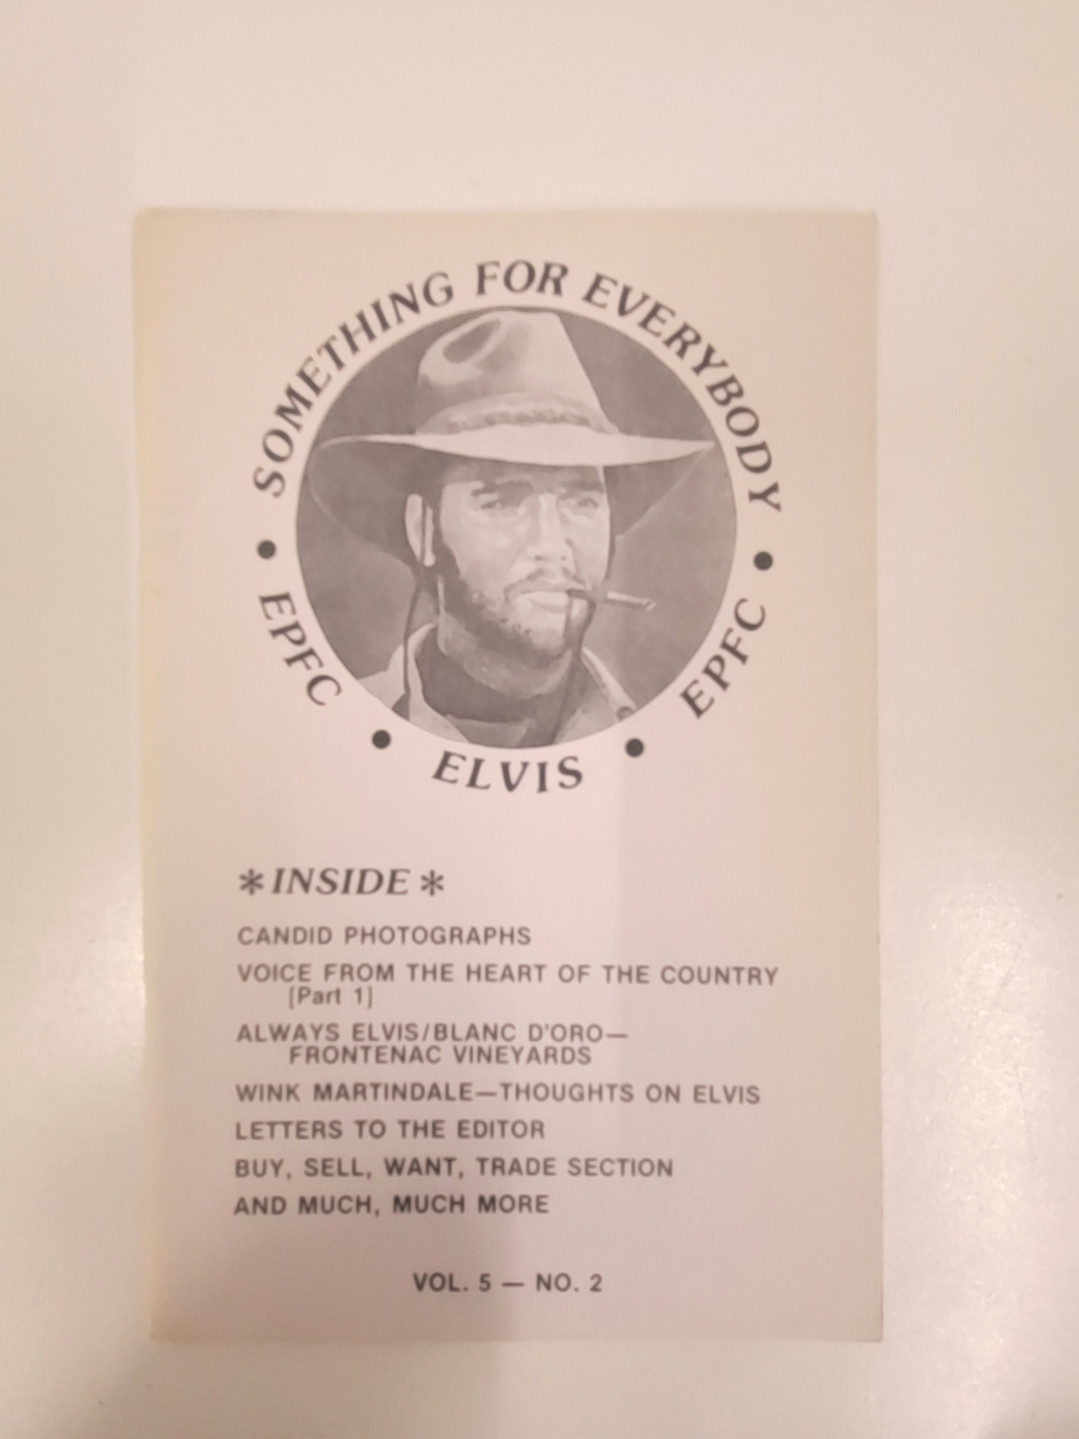 SOMETHING FOR EVERYBODY
• EPFC • ELVIS • EPFC •
*INSIDE*
CANDID PHOTOGRAPHS
VOICE FROM THE HEART OF THE COUNTRY
[Part 1]
ALWAYS ELVIS/BLANC D'ORO—
FRONTENAC VINEYARDS
WINK MARTINDALE—THOUGHTS ON ELVIS
LETTERS TO THE EDITOR
BUY, SELL, WANT, TRADE SECTION
AND MUCH, MUCH MORE
VOL. 5 — NO. 2